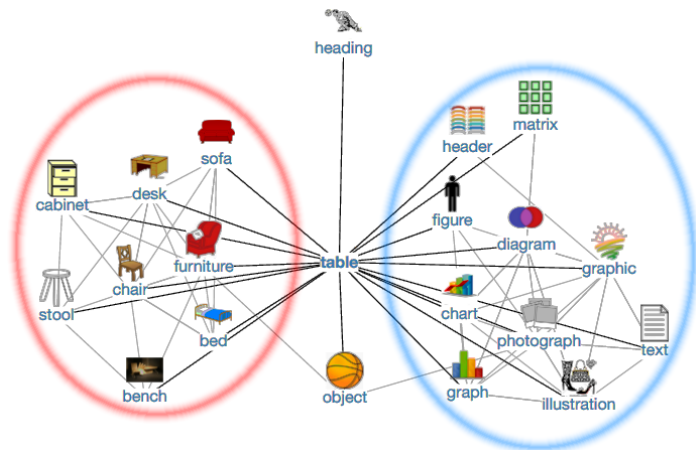 heading
matrix
header
sofa
desk
cabinet
figure
diagram
furniture
table
graphic
chair
stool
chart
bed
photograph
text
bench
object
graph
illustration